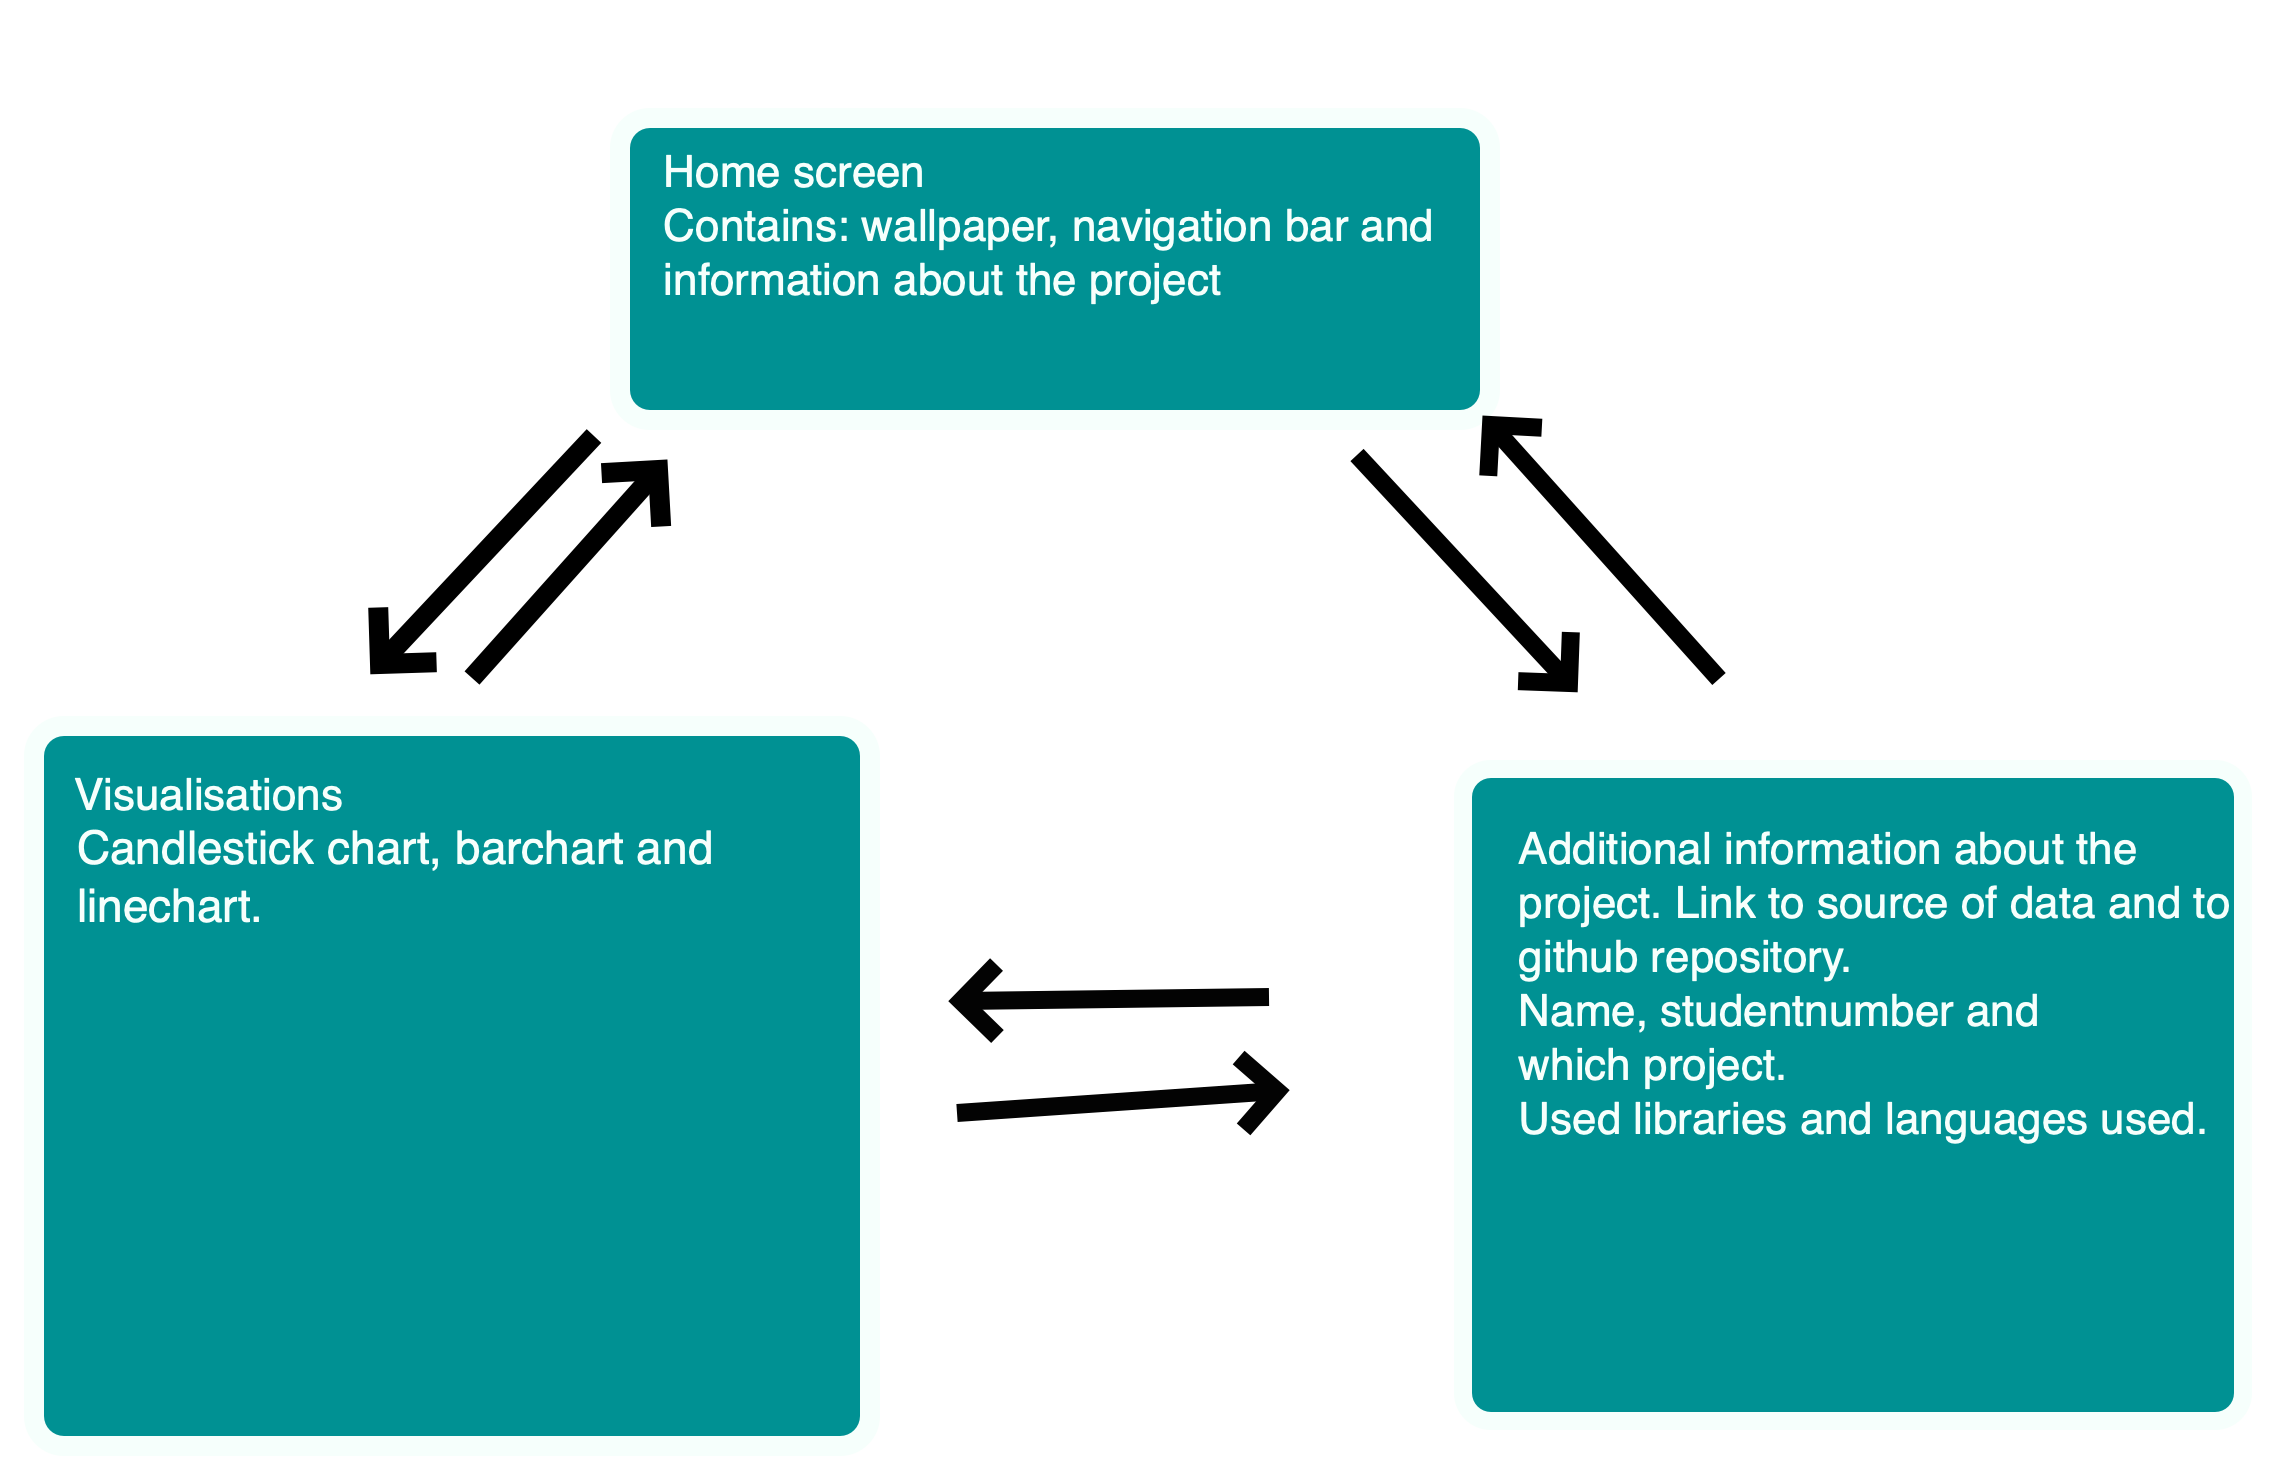 Home screen
Contains: wallpaper, navigation bar and
information about the project
Visualisations
Candlestick chart, barchart and
linechart.
Additional information about the
project. Link to source of data and to
github repository.
Name, studentnumber and
which project.
Used libraries and languages used.